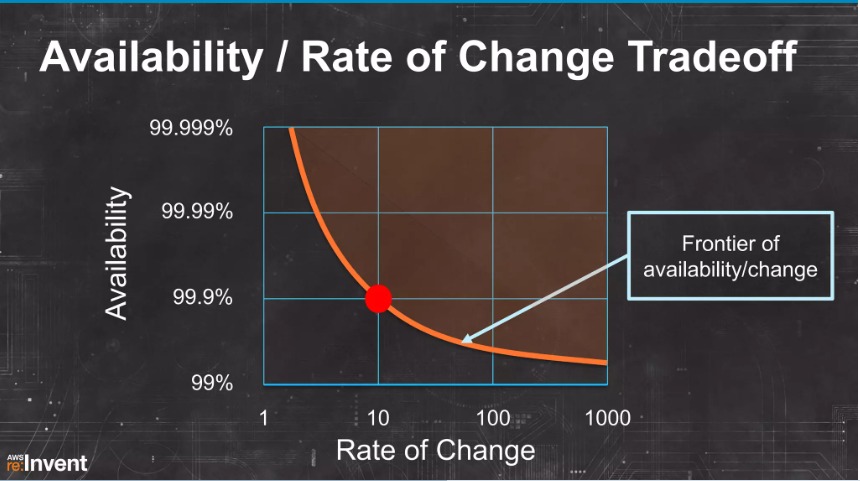 Availability / Rate of Change Tradeoff
99.999%
99.99%
99.9%
99%
Availability
Frontier of
availability/change
1 10 100 1000
Rate of Change
AWS
re:Invent